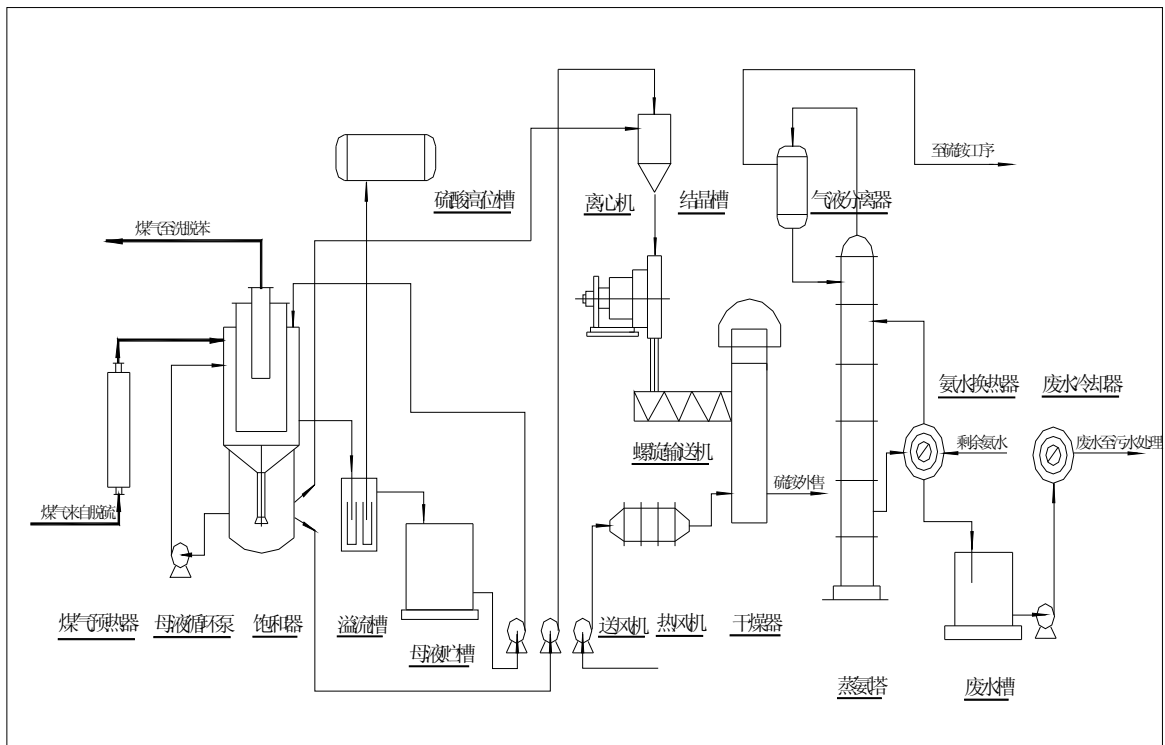 至硫铵工序
硫酸高位槽
离心机
结晶槽
气液分离器
煤气至洗脱苯
氨水换热器
废水冷却器
剩余氨水
废水至污水处理
螺旋输送机
硫铵外售
煤气来自脱硫
煤气预热器
母液循环泵
饱和器
溢流槽
母液贮槽
送风机
热风机
干燥器
蒸氨塔
废水槽